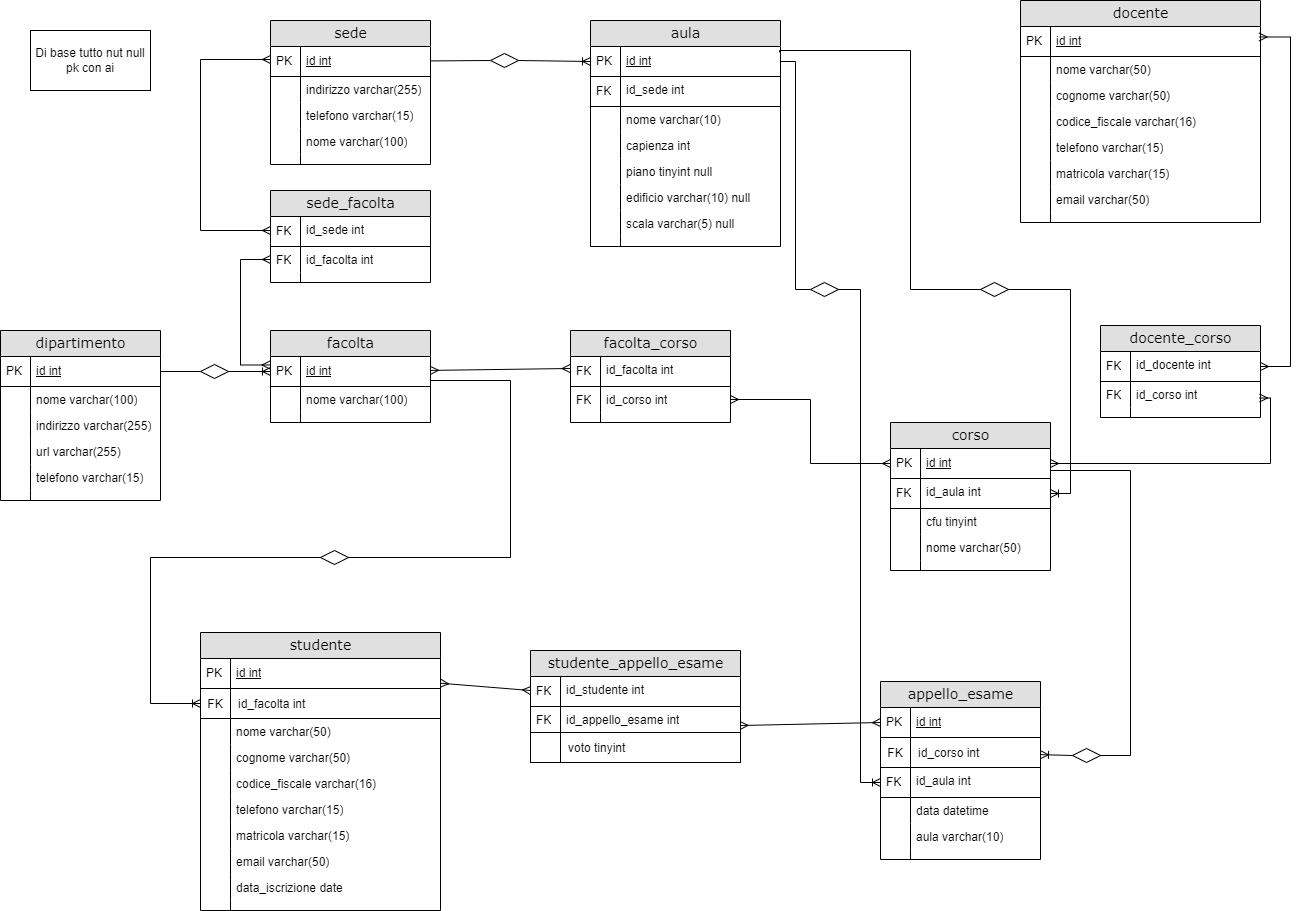 Di base tutto nut null
pk con ai
sede
PK id int
indirizzo varchar(255)
telefono varchar(15)
nome varchar(100)
aula
PK id int
FK id_sede int
nome varchar(10)
capienza int
piano tinyint null
edificio varchar(10) null
scala varchar(5) null
docente
PK id int
nome varchar(50)
cognome varchar(50)
codice_fiscale varchar(16)
telefono varchar(15)
matricola varchar(15)
email varchar(50)
sede_facolta
FK id_sede int
FK id_facolta int
dipartimento
PK id int
nome varchar(100)
indirizzo varchar(255)
url varchar(255)
telefono varchar(15)
facolta
PK id int
nome varchar(100)
facolta_corso
FK id_facolta int
FK id_corso int
docente_corso
FK id_docente int
FK id_corso int
corso
PK id int
FK id_aula int
cfu tinyint
nome varchar(50)
studente
PK id int
FK id_facolta int
nome varchar(50)
cognome varchar(50)
codice_fiscale varchar(16)
telefono varchar(15)
matricola varchar(15)
email varchar(50)
data_iscrizione date
studente_appello_esame
FK id_studente int
FK id_appello_esame int
voto tinyint
appello_esame
PK id int
FK id_corso int
FK id_aula int
data datetime
aula varchar(10)